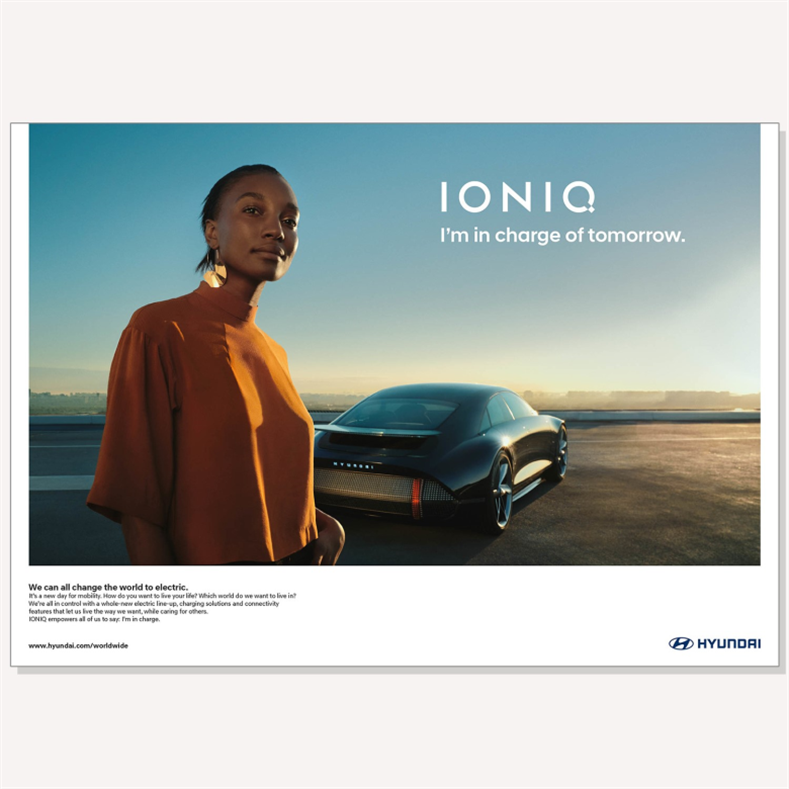 IONIQ
I'm in charge of tomorrow.
HYUNDAI
We can all change the world to electric.
It's a new day for mobility. How do you want to live your life? Which world do we want to live in?
We're all in control with a whole-new electric line-up, charging solutions and connectivity
features that let us live the way we want, while caring for others.
IONIQ empowers all of us to say: I'm in charge.
www.hyundai.com/worldwide
HYUNDAI